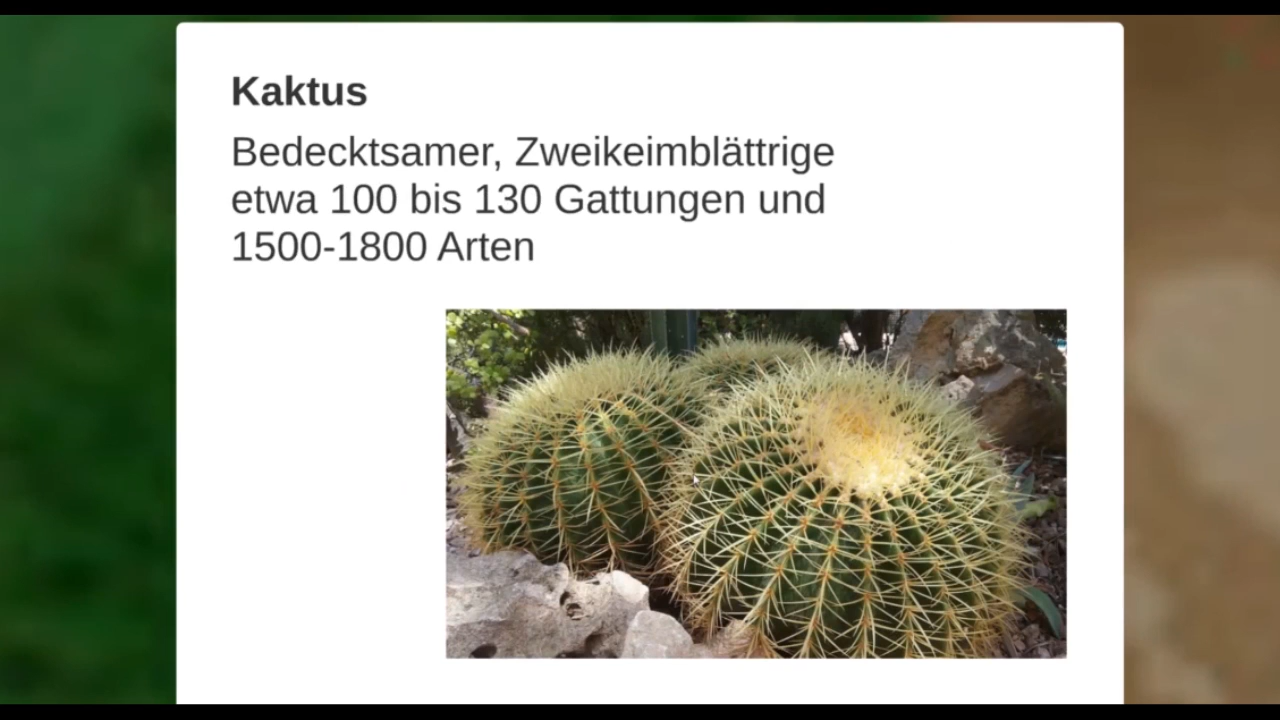 Kaktus
Bedecktsamer, Zweikeimblättrige
etwa 100 bis 130 Gattungen und
1500-1800 Arten